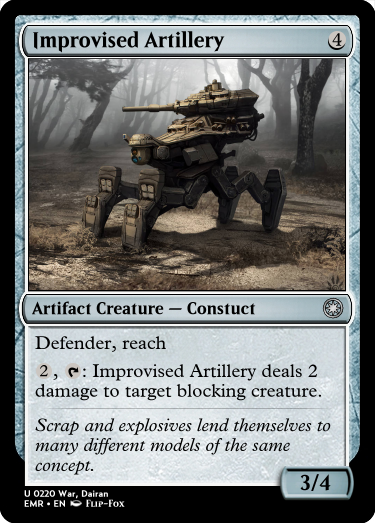 Improvised Artillery 4
Artifact Creature — Constuct
Defender, reach
2, : Improvised Artillery deals 2
damage to target blocking creature.
Scrap and explosives lend themselves to
many different models of the same
concept.
3/4
U 0220 War, Dairan
EMR • EN Flip-Fox